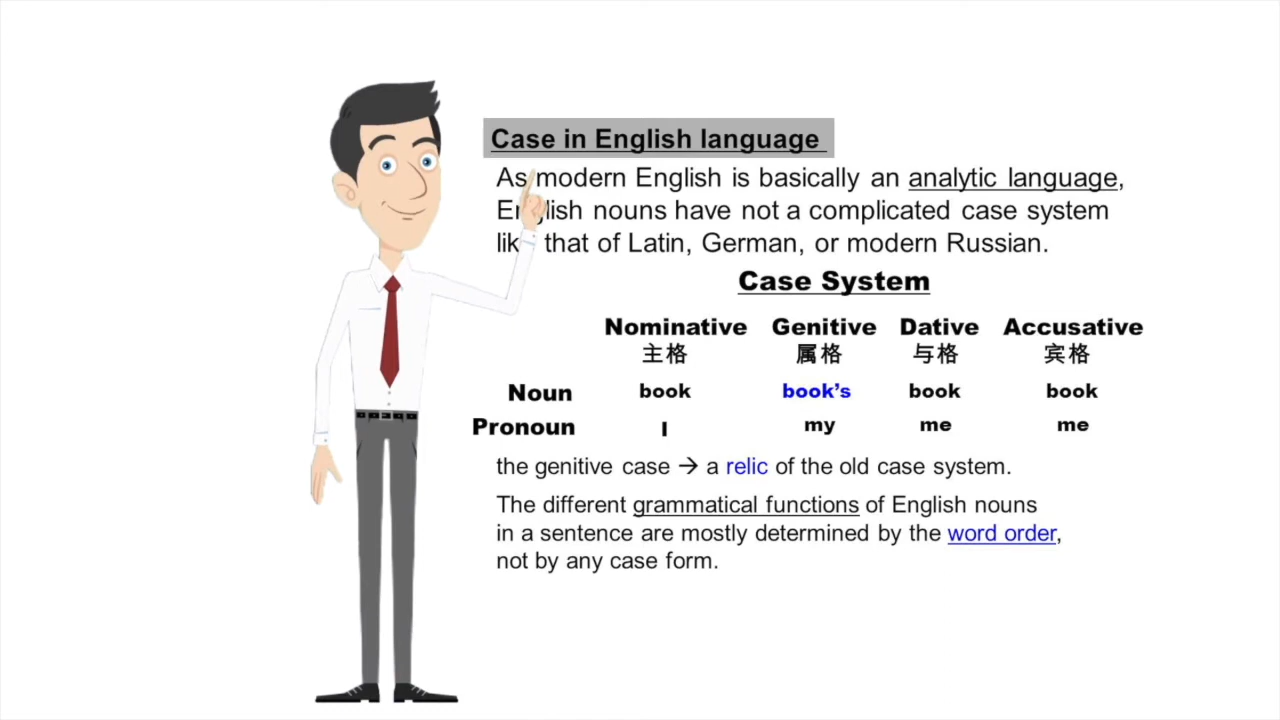 Case in English language
As modern English is basically an analytic language,
English nouns have not a complicated case system
like that of Latin, German, or modern Russian.
Case System
Nominative Genitive Dative Accusative
主格 属格 与格 宾格
Noun book book’s book book
Pronoun I my me me
the genitive case → a relic of the old case system.
The different grammatical functions of English nouns
in a sentence are mostly determined by the word order,
not by any case form.